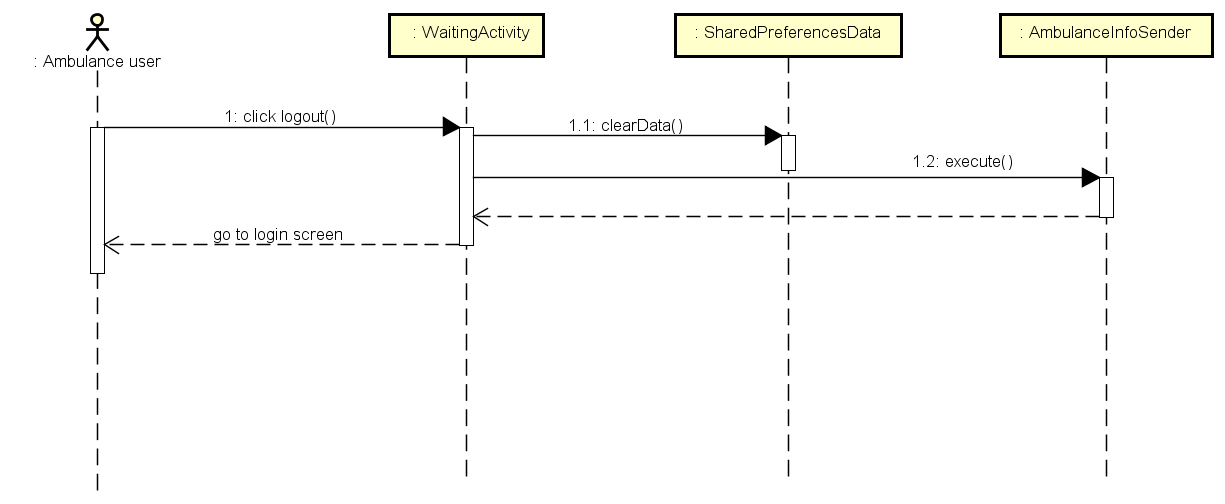 : Ambulance user
: WaitingActivity
: SharedPreferencesData
: AmbulanceInfoSender
1: click logout()
1.1: clearData()
1.2: execute()
go to login screen